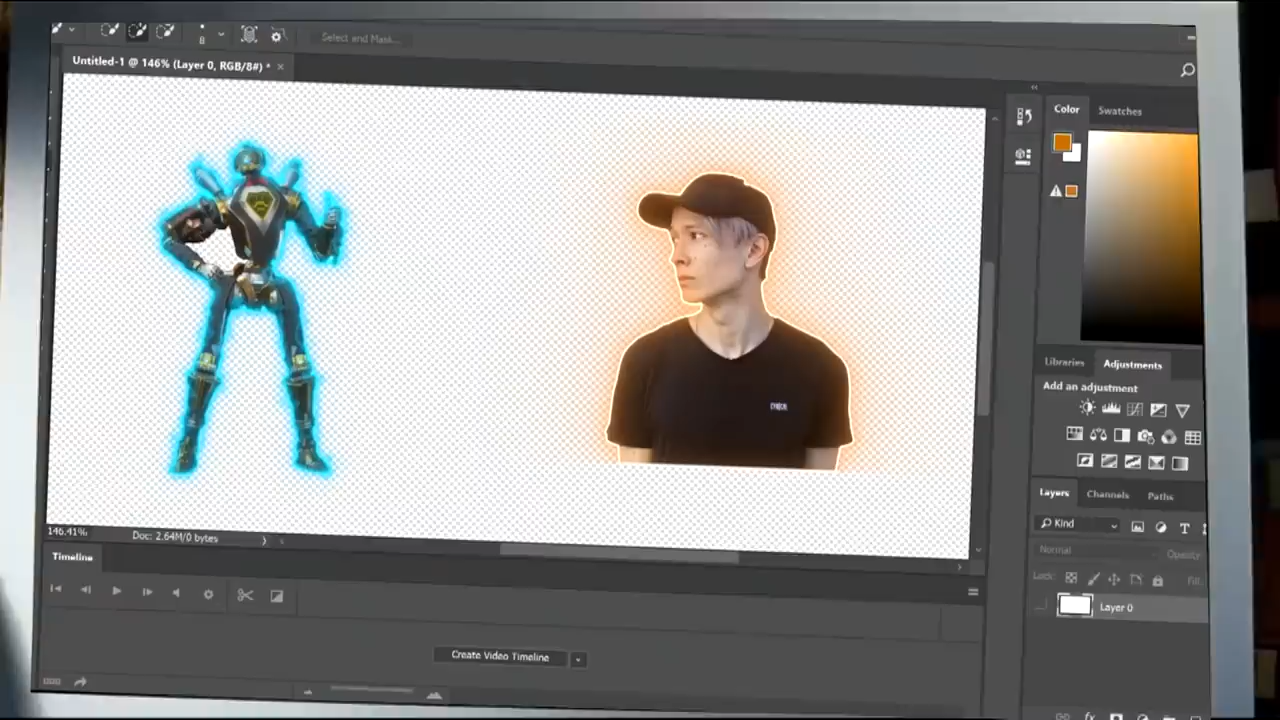 8
Select and Mask...
Untitled-1 @ 146% (Layer 0, RGB/8#) * ×
Color
Swatches
Libraries
Adjustments
Add an adjustment
Layers
Channels
Paths
Kind
Normal
Lock:
Fill:
Layer 0
146.41%
Doc: 2.64M/0 bytes
Timeline
Create Video Timeline